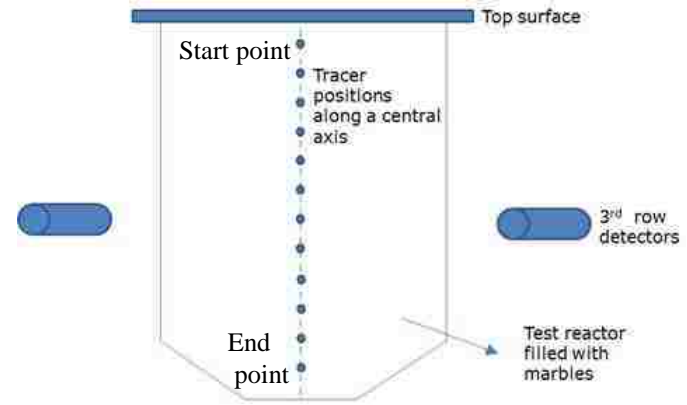 Top surface
Start point
Tracer
positions
along a central
axis
3rd row
detectors
End
point
Test reactor
filled with
marbles